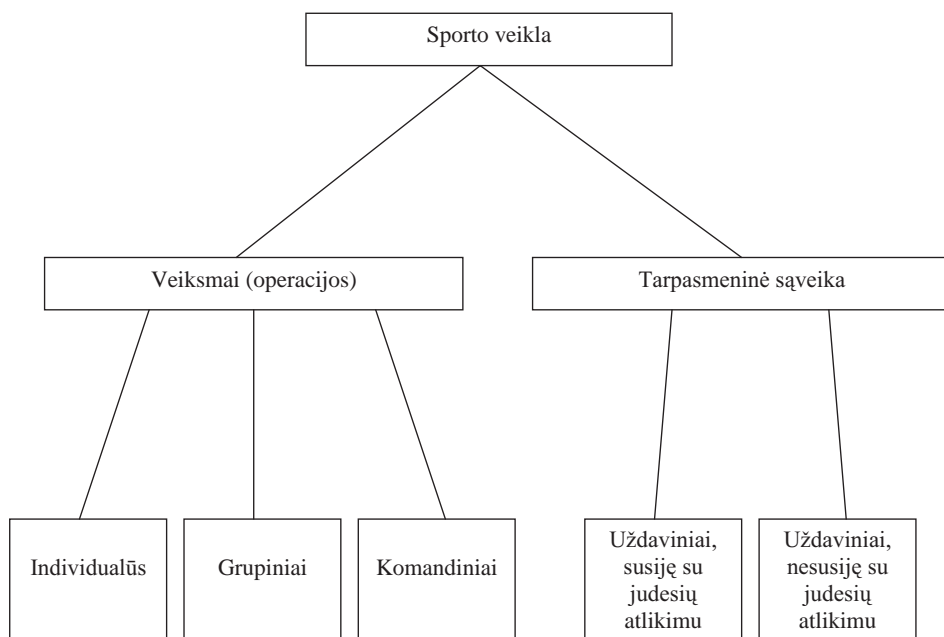 Sporto veikla
Veiksmai (operacijos)
Tarpasmeninė sąveika
Individualūs
Grupiniai
Komandiniai
Uždaviniai,
susiję su
judesių
atlikimu
Uždaviniai,
nesusiję su
judesių
atlikimu